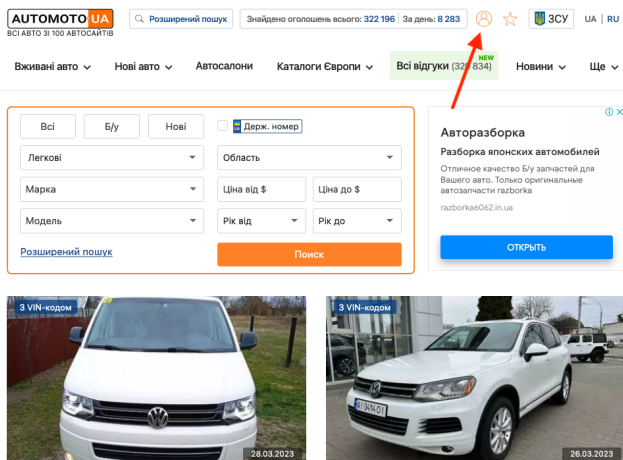 AUTOMOTO.UA
ВСІ АВТО ЗІ 100 АВТОСАЙТІВ
Розширений пошук
Знайдено оголошень всього: 322 196
За день: 8 283
ЗСУ
UA | RU
Вживані авто
Нові авто
Автосалони
Каталоги Європи
Всі відгуки (326 834)
NEW
Новини
Ще
Всі
Б/у
Нові
Держ. номер
Легкові
Область
Марка
Ціна від $
Ціна до $
Модель
Рік від
Рік до
Розширений пошук
Поиск
Авторазборка
Разборка японских автомобилей
Отличное качество Б/у запчастей для
Вашего авто. Только оригинальные
автозапчасти razborka
razborka6062.in.ua
ОТКРЫТЬ
З VIN-кодом
28.03.2023
З VIN-кодом
AI0414OI
26.03.2023